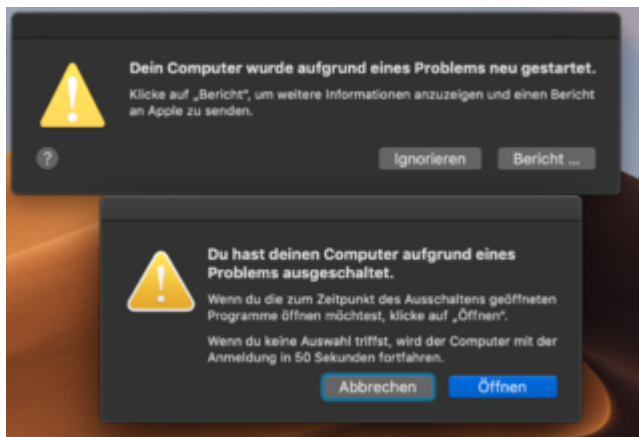 Dein Computer wurde aufgrund eines Problems neu gestartet.
Klicke auf „Bericht“, um weitere Informationen anzuzeigen und einen Bericht
an Apple zu senden.
?
Ignorieren
Bericht ...
Du hast deinen Computer aufgrund eines
Problems ausgeschaltet.
Wenn du die zum Zeitpunkt des Ausschaltens geöffneten
Programme öffnen möchtest, klicke auf „Öffnen“.
Wenn du keine Auswahl triffst, wird der Computer mit der
Anmeldung in 50 Sekunden fortfahren.
Abbrechen
Öffnen